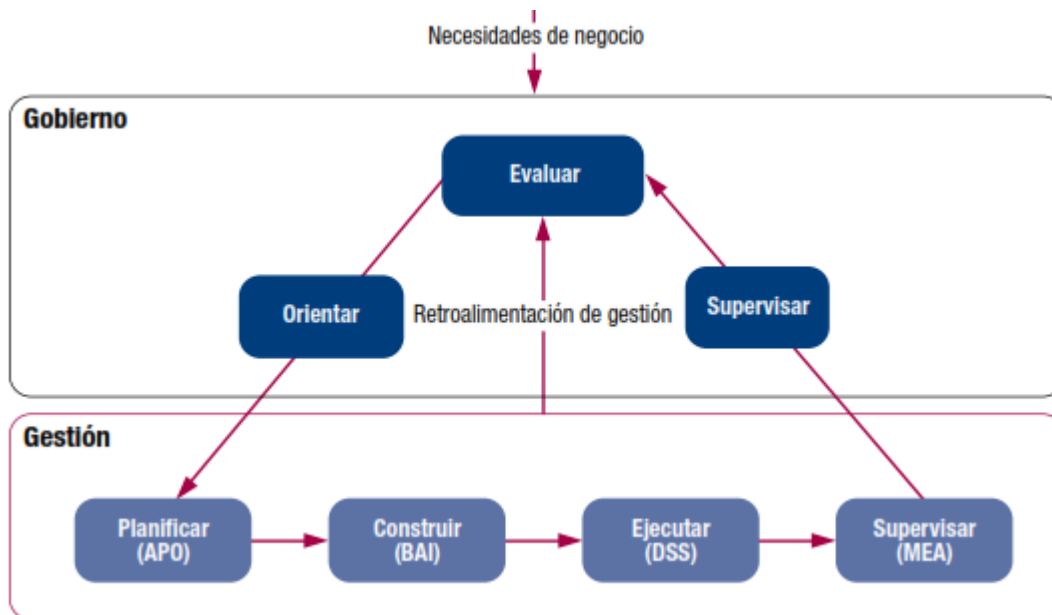 Necesidades de negocio
Gobierno
Evaluar
Orientar
Retroalimentación de gestión
Supervisar
Gestión
Planificar
(APO)
Construir
(BAI)
Ejecutar
(DSS)
Supervisar
(MEA)